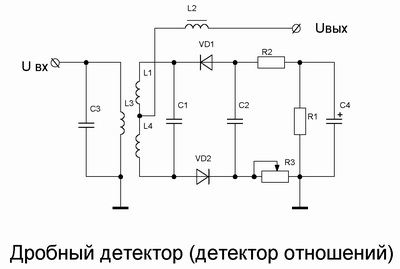 L2
Uвых
VD1
R2
U вх
L1
C3
L3
C1
C2
R1
C4
+
L4
VD2
R3
Дробный детектор (детектор отношений)